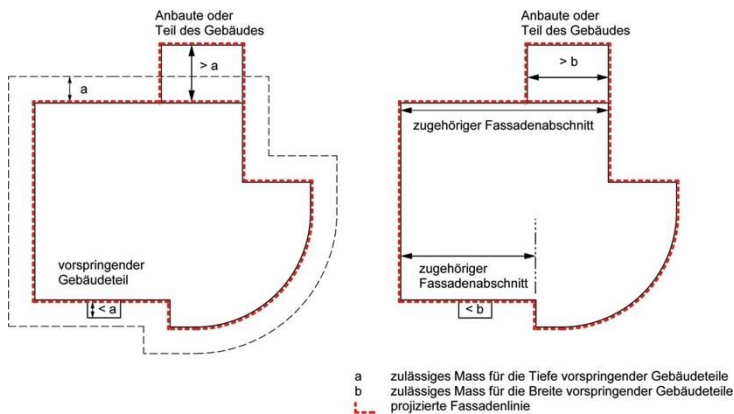 Anbaute oder
Teil des Gebäudes
> a
a
vorspringender
Gebäudeteil
< a
Anbaute oder
Teil des Gebäudes
> b
zugehöriger Fassadenabschnitt
zugehöriger
Fassadenabschnitt
< b
a zulässiges Mass für die Tiefe vorspringender Gebäudeteile
b zulässiges Mass für die Breite vorspringender Gebäudeteile
projizierte Fassadenlinie